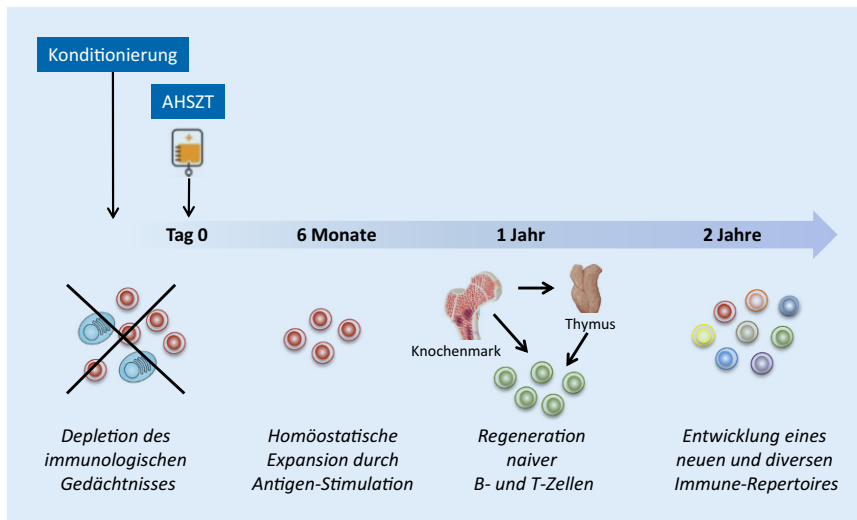 Konditionierung
AHSZT
Tag 0
6 Monate
1 Jahr
2 Jahre
Knochenmark
Thymus
Depletion des
immunologischen
Gedächtnisses
Homöostatische
Expansion durch
Antigen-Stimulation
Regeneration
naiver
B- und T-Zellen
Entwicklung eines
neuen und diversen
Immune-Repertoires